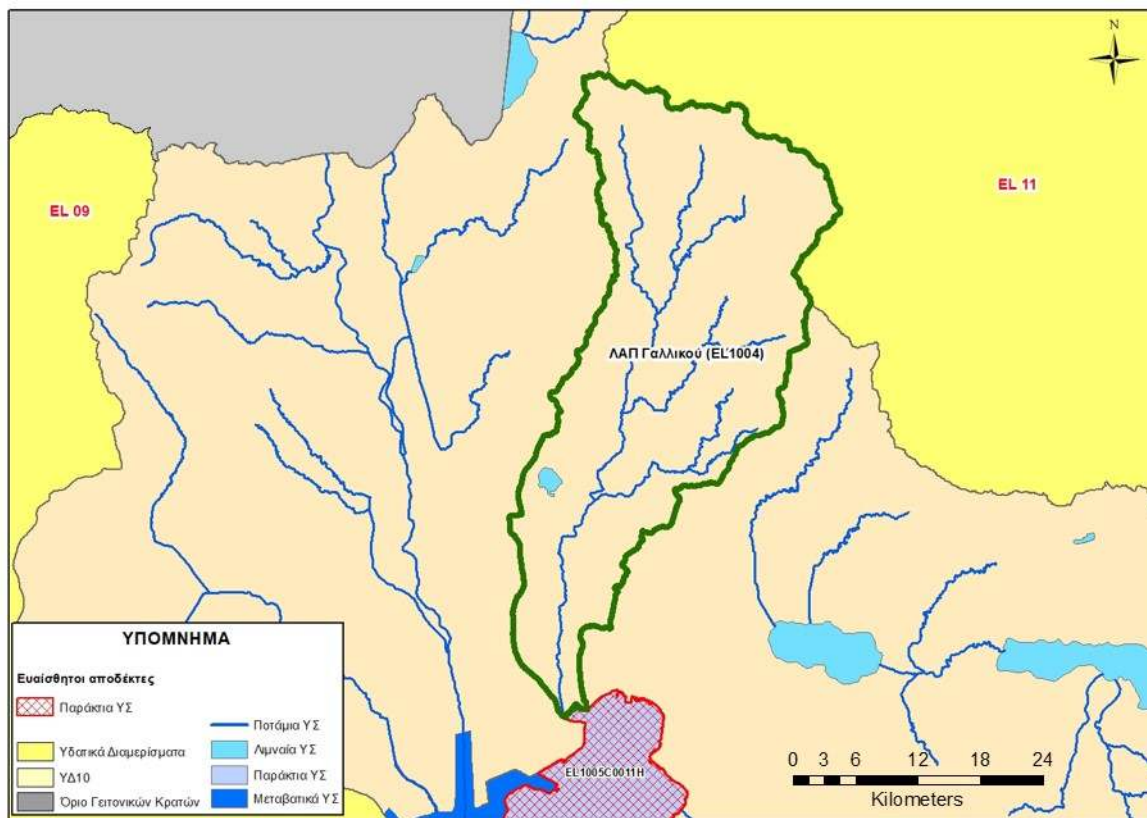 N
EL 09
EL 11
ΛΑΠ Γαλλικού (EL1004)
EL1005C0011H
ΥΠΟΜΝΗΜΑ
Ευαίσθητοι αποδέκτες
Παράκτια ΥΣ
Υδατικά Διαμερίσματα
ΥΔ10
Όριο Γειτονικών Κρατών
Ποτάμια ΥΣ
Λιμναία ΥΣ
Παράκτια ΥΣ
Μεταβατικά ΥΣ
0 3 6 12 18 24
Kilometers